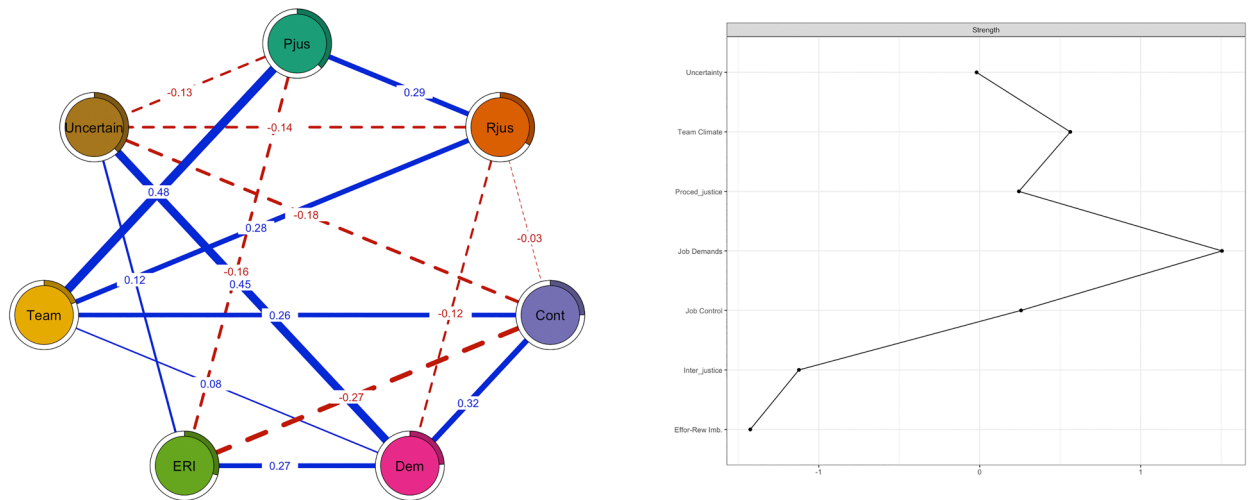 Pjus
-0.13
0.29
Uncertain
-0.14
Rjus
0.48
-0.18
0.28
-0.03
-0.16
0.12
0.45
Team
0.26
-0.12
Cont
0.08
-0.27
0.32
ERI
0.27
Dem
Strength
Uncertainty
Team Climate
Proced_justice
Job Demands
Job Control
Inter_justice
Effor-Rew Imb.
-1
0
1